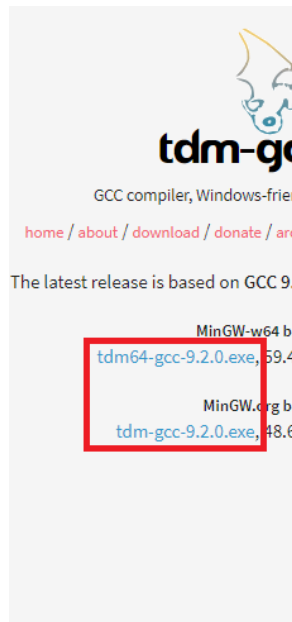 tdm-gc
GCC compiler, Windows-frie
home / about / download / donate / ar
The latest release is based on GCC 9.
MinGW-w64 b
tdm64-gcc-9.2.0.exe, 59.4
MinGW.org b
tdm-gcc-9.2.0.exe, 48.6